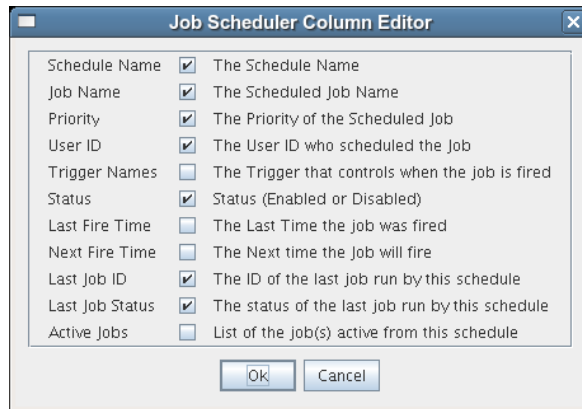 Job Scheduler Column Editor
Schedule Name The Schedule Name
Job Name The Scheduled Job Name
Priority The Priority of the Scheduled Job
User ID The User ID who scheduled the Job
Trigger Names The Trigger that controls when the job is fired
Status Status (Enabled or Disabled)
Last Fire Time The Last Time the job was fired
Next Fire Time The Next time the Job will fire
Last Job ID The ID of the last job run by this schedule
Last Job Status The status of the last job run by this schedule
Active Jobs List of the job(s) active from this schedule
Ok Cancel